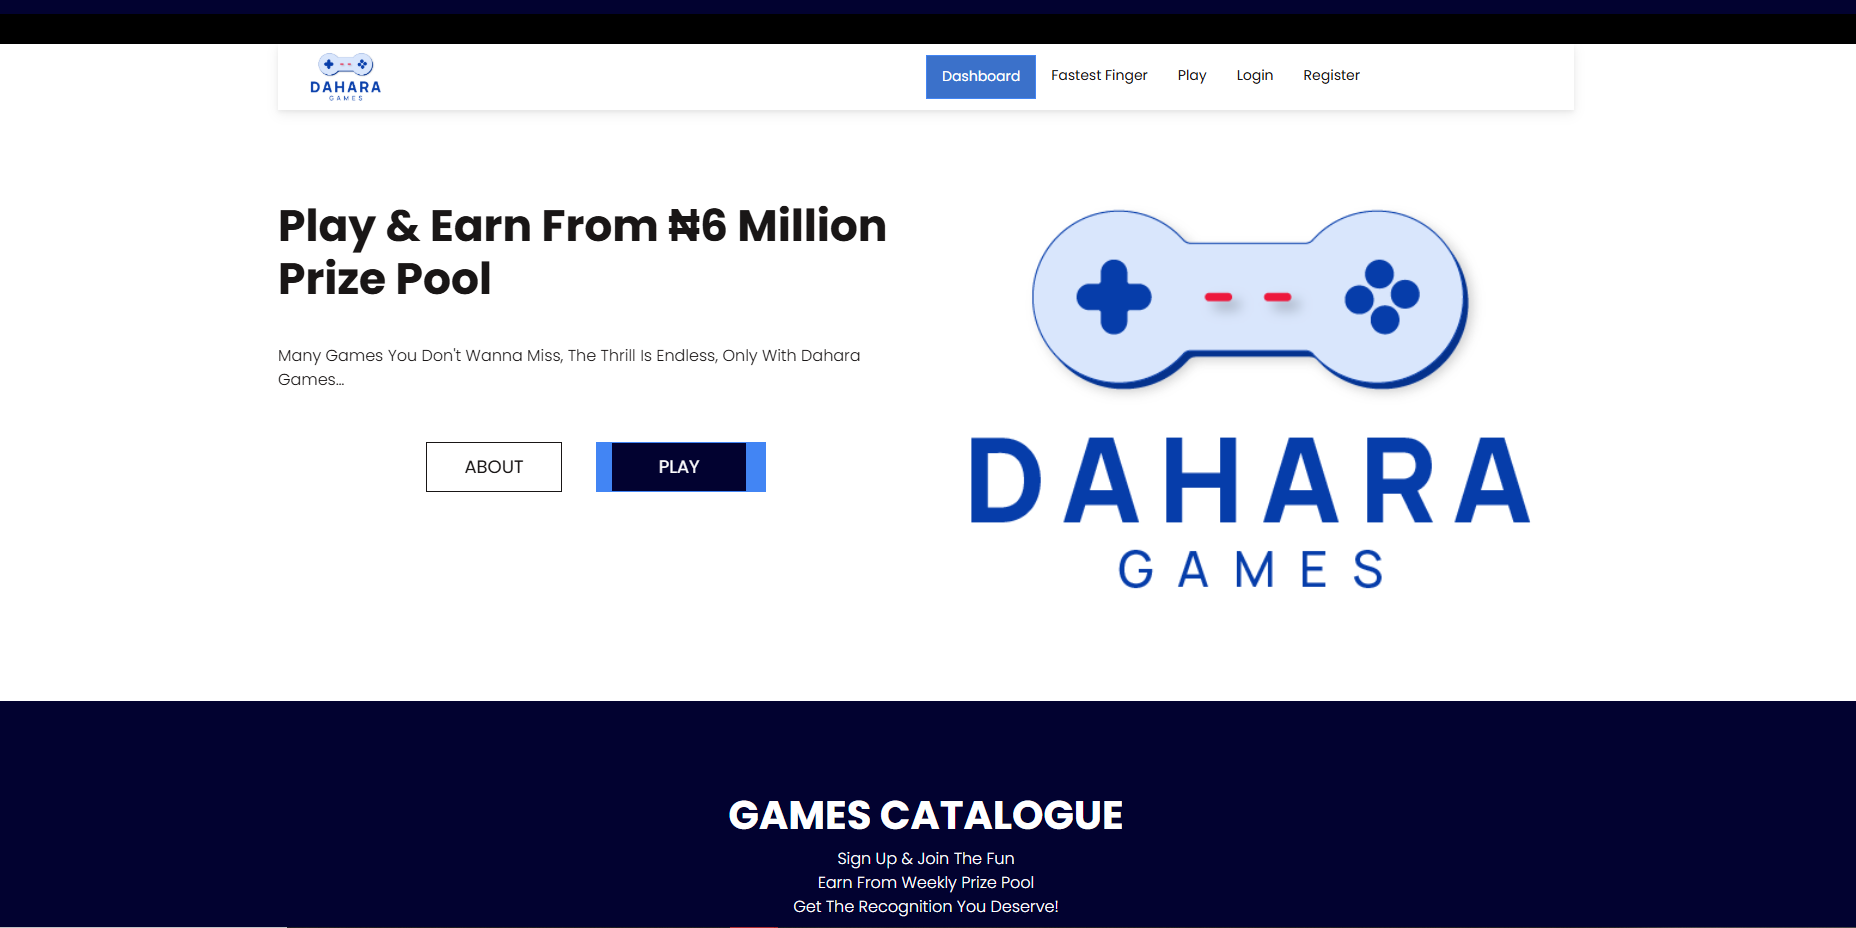 DAHARA
GAMES
Dashboard
Fastest Finger
Play
Login
Register
Play & Earn From ₦6 Million
Prize Pool
Many Games You Don't Wanna Miss, The Thrill Is Endless, Only With Dahara
Games...
ABOUT
PLAY
DAHARA
GAMES
GAMES CATALOGUE
Sign Up & Join The Fun
Earn From Weekly Prize Pool
Get The Recognition You Deserve!